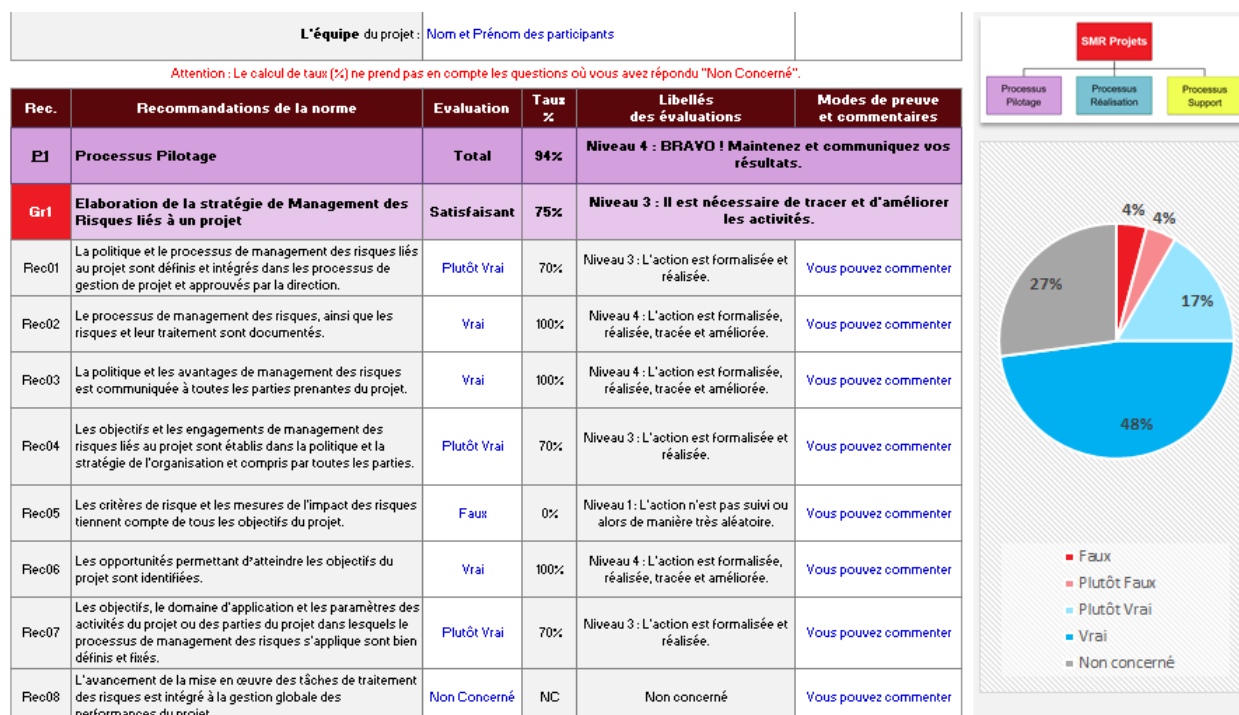 L'équipe du projet : Nom et Prénom des participants
Attention : Le calcul de taux (%) ne prend pas en compte les questions où vous avez répondu "Non Concerné".
Rec. Recommandations de la norme Evaluation Taux % Libellés des évaluations Modes de preuve et commentaires
P1 Processus Pilotage Total 94% Niveau 4 : BRAVO ! Maintenez et communiquez vos
résultats.
Gr1 Elaboration de la stratégie de Management des
Risques liés à un projet Satisfaisant 75% Niveau 3 : Il est nécessaire de tracer et d'améliorer
les activités.
Rec01 La politique et le processus de management des risques liés
au projet sont définis et intégrés dans les processus de
gestion de projet et approuvés par la direction.
Plutôt Vrai 70% Niveau 3 : L'action est formalisée et
réalisée.
Vous pouvez commenter
Rec02 Le processus de management des risques, ainsi que les
risques et leur traitement sont documentés.
Vrai 100% Niveau 4 : L'action est formalisée,
réalisée, tracée et améliorée.
Vous pouvez commenter
Rec03 La politique et les avantages de management des risques
est communiquée à toutes les parties prenantes du projet.
Vrai 100% Niveau 4 : L'action est formalisée,
réalisée, tracée et améliorée.
Vous pouvez commenter
Rec04 Les objectifs et les engagements de management des
risques liés au projet sont établis dans la politique et la
stratégie de l'organisation et compris par toutes les parties.
Plutôt Vrai 70% Niveau 3 : L'action est formalisée et
réalisée.
Vous pouvez commenter
Rec05 Les critères de risque et les mesures de l'impact des risques
tiennent compte de tous les objectifs du projet.
Faux 0% Niveau 1 : L'action n'est pas suivi ou
alors de manière très aléatoire.
Vous pouvez commenter
Rec06 Les opportunités permettant d'atteindre les objectifs du
projet sont identifiées.
Vrai 100% Niveau 4 : L'action est formalisée,
réalisée, tracée et améliorée.
Vous pouvez commenter
Rec07 Les objectifs, le domaine d'application et les paramètres des
activités du projet ou des parties du projet dans lesquels le
processus de management des risques s'applique sont bien
définis et fixés.
Plutôt Vrai 70% Niveau 3 : L'action est formalisée et
réalisée.
Vous pouvez commenter
Rec08 L'avancement de la mise en œuvre des tâches de traitement
des risques est intégré à la gestion globale des
performances du projet
Non Concerné NC Non concerné Vous pouvez commenter
SMR Projets
Processus
Pilotage
Processus
Réalisation
Processus
Support
4%
4%
17%
48%
27%
Faux
Plutôt Faux
Plutôt Vrai
Vrai
Non concerné